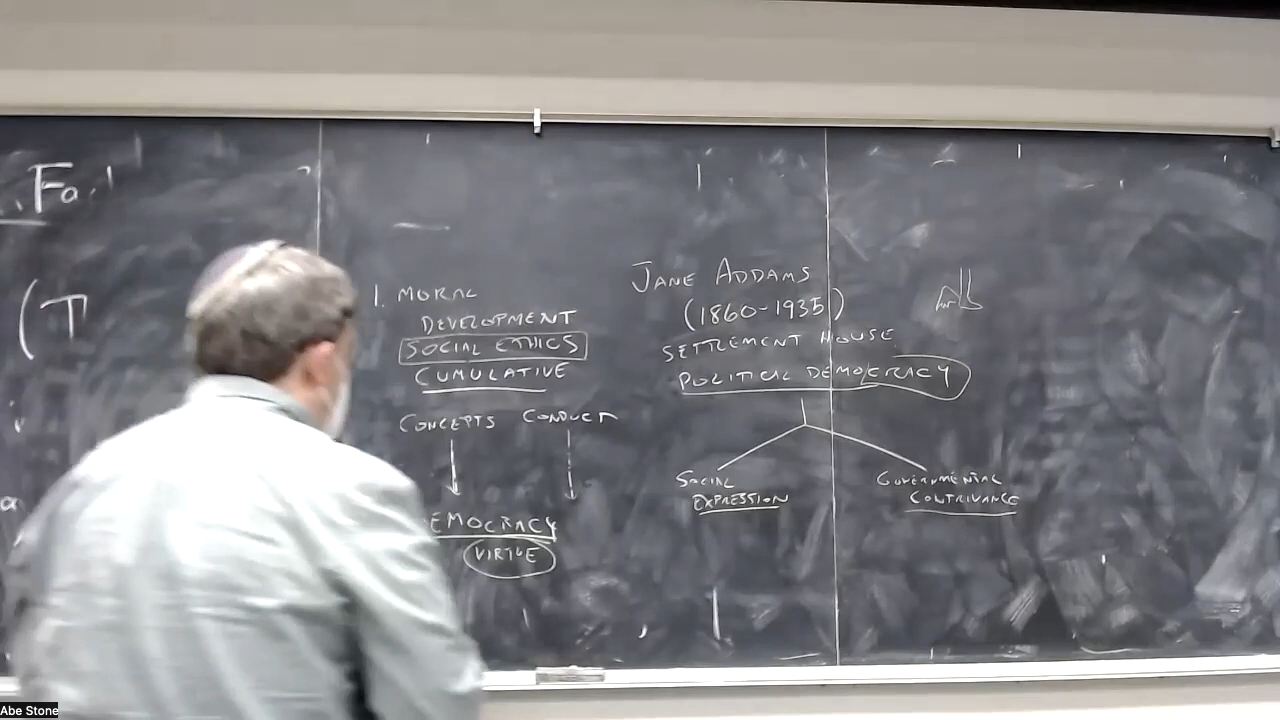 Fa
(T
a
1. MORAL
DEVELOPMENT
SOCIAL ETHICS
CUMULATIVE
CONCEPTS CONDUCT
EMOCRACY
VIRTUE
JANE ADDAMS
(1860-1935)
SETTLEMENT HOUSE
POLITICAL DEMOCRACY
SOCIAL
EXPRESSION
GOVERNMENTAL
CONTRIVANCE
Abe Stone